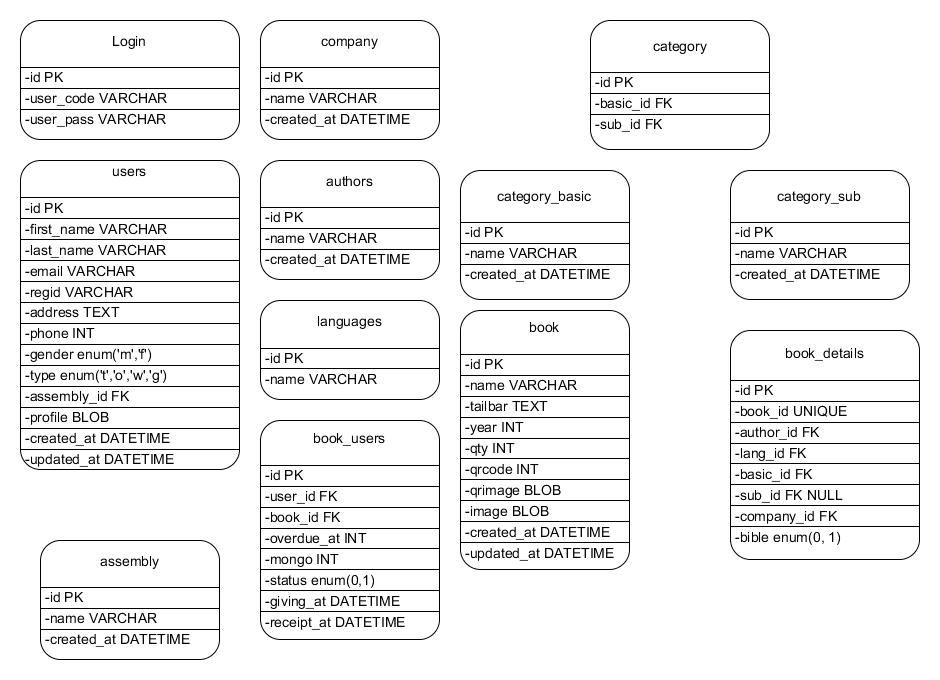 Login
-id PK
-user_code VARCHAR
-user_pass VARCHAR
company
-id PK
-name VARCHAR
-created_at DATETIME
category
-id PK
-basic_id FK
-sub_id FK
users
-id PK
-first_name VARCHAR
-last_name VARCHAR
-email VARCHAR
-regid VARCHAR
-address TEXT
-phone INT
-gender enum('m','f')
-type enum('t','o','w','g')
-assembly_id FK
-profile BLOB
-created_at DATETIME
-updated_at DATETIME
authors
-id PK
-name VARCHAR
-created_at DATETIME
category_basic
-id PK
-name VARCHAR
-created_at DATETIME
category_sub
-id PK
-name VARCHAR
-created_at DATETIME
languages
-id PK
-name VARCHAR
book
-id PK
-name VARCHAR
-tailbar TEXT
-year INT
-qty INT
-qrcode INT
-qrimage BLOB
-image BLOB
-created_at DATETIME
-updated_at DATETIME
book_details
-id PK
-book_id UNIQUE
-author_id FK
-lang_id FK
-basic_id FK
-sub_id FK NULL
-company_id FK
-bible enum(0, 1)
book_users
-id PK
-user_id FK
-book_id FK
-overdue_at INT
-mongo INT
-status enum(0,1)
-giving_at DATETIME
-receipt_at DATETIME
assembly
-id PK
-name VARCHAR
-created_at DATETIME